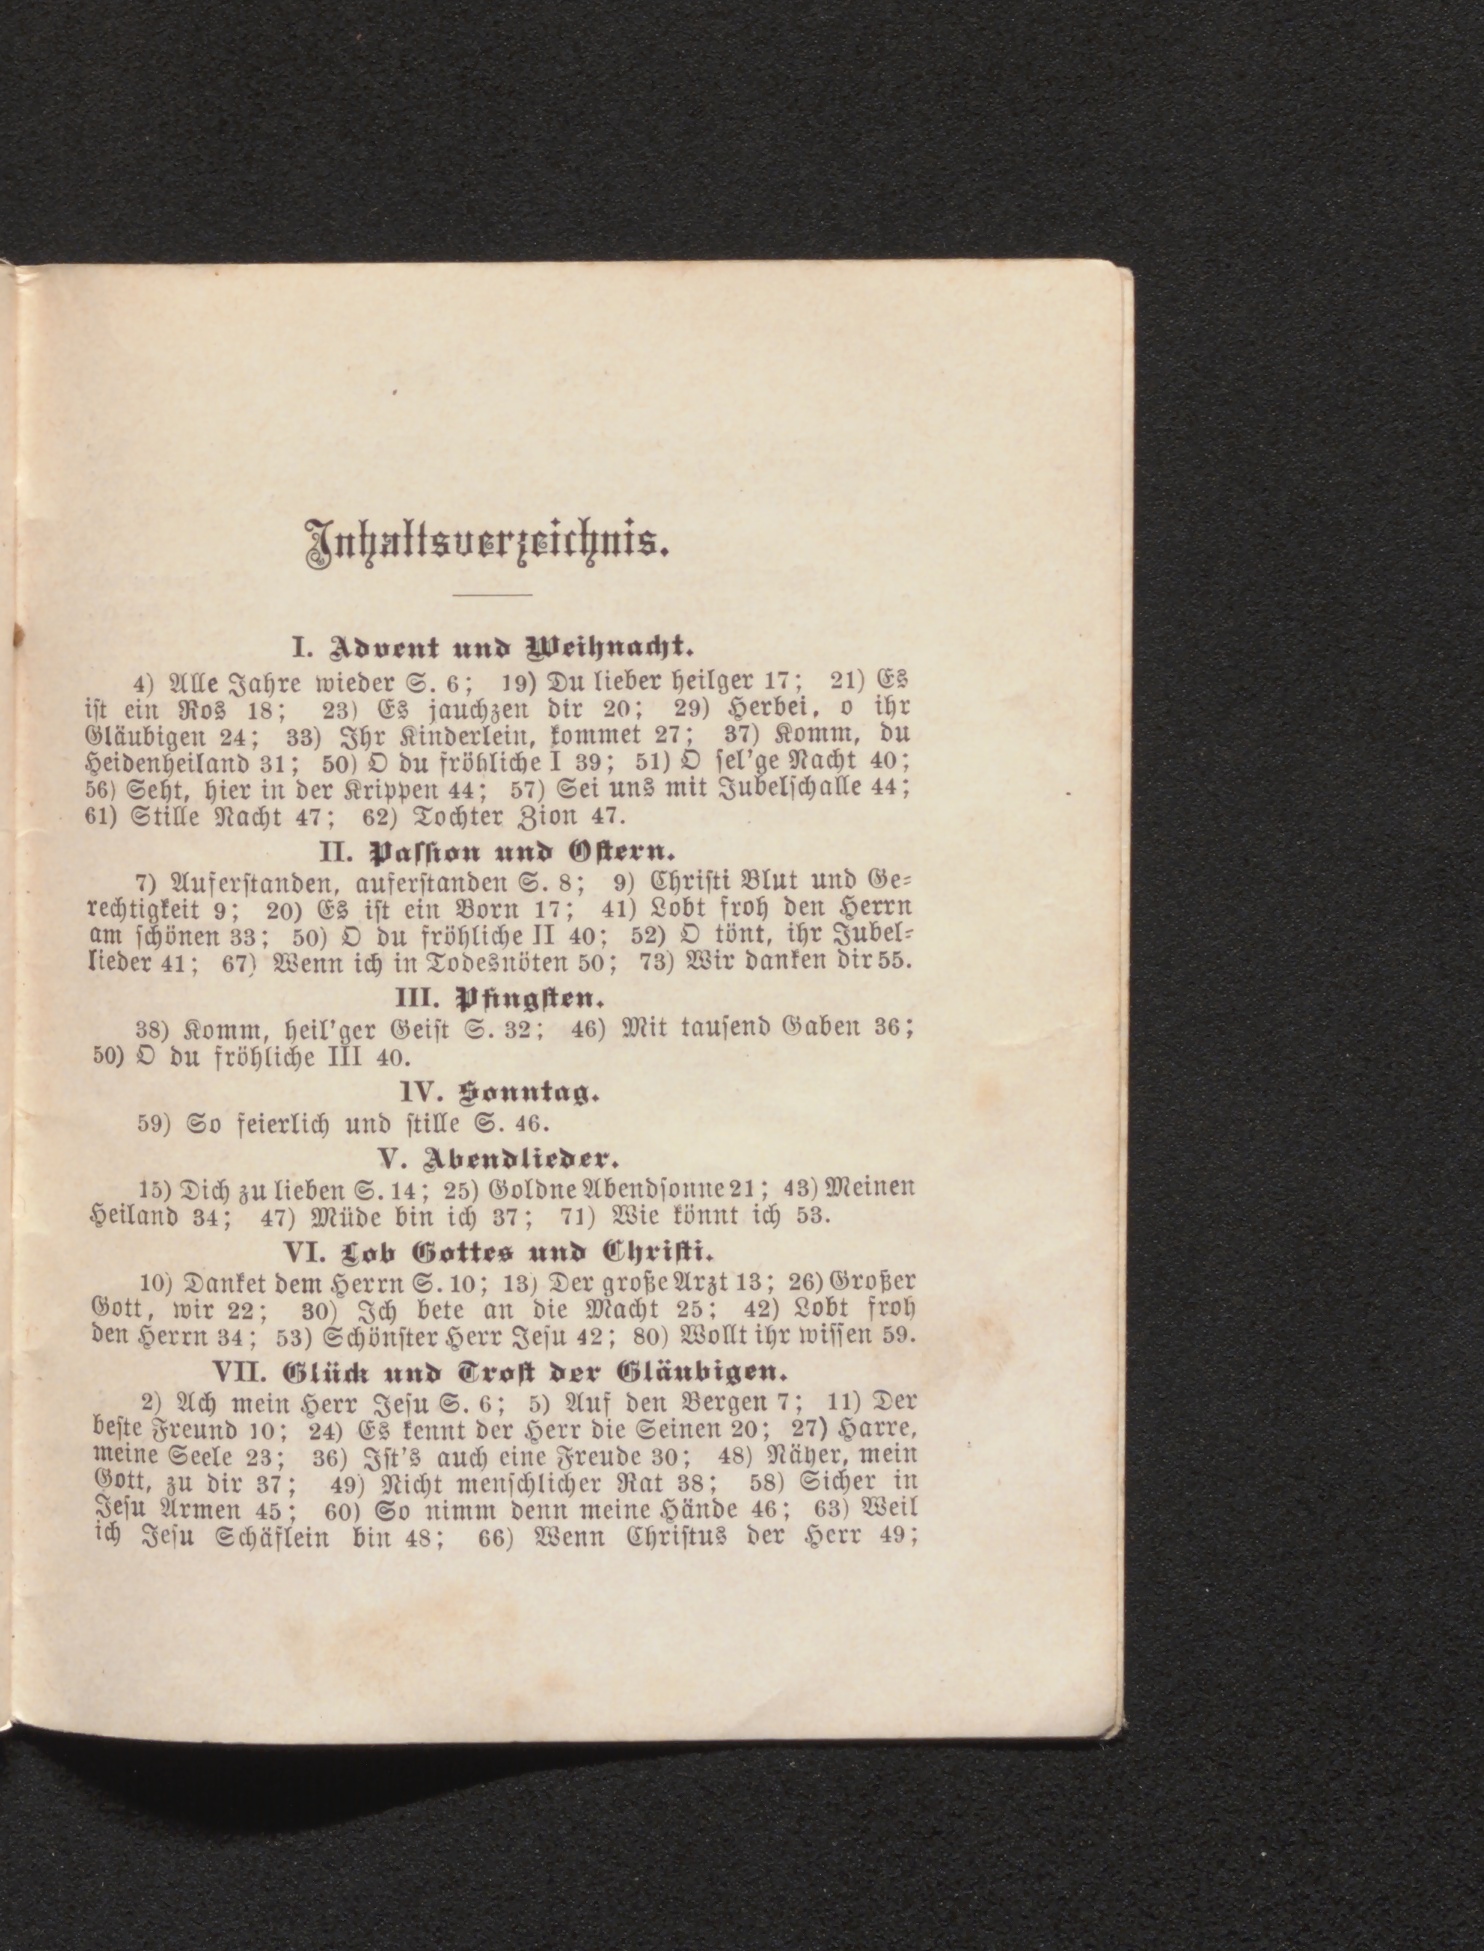 Inhaltsverzeichnis.
I. Advent und Weihnacht.
4) Alle Jahre wieder S. 6; 19) Du lieber heilger 17; 21) Es
ist ein Ros 18; 23) Es jauchzen dir 20; 29) Herbei, o ihr
Gläubigen 24; 33) Ihr Kinderlein, kommet 27; 37) Komm, du
Heidenheiland 31; 50) O du fröhliche I 39; 51) O sel'ge Nacht 40;
56) Seht, hier in der Krippen 44; 57) Sei uns mit Jubelschalle 44;
61) Stille Nacht 47; 62) Tochter Zion 47.
II. Passion und Ostern.
7) Auferstanden, auferstanden S. 8; 9) Christi Blut und Ge-
rechtigkeit 9; 20) Es ist ein Born 17; 41) Lobt froh den Herrn
am schönen 33; 50) O du fröhliche II 40; 52) O tönt, ihr Jubel-
lieder 41; 67) Wenn ich in Todesnöten 50; 73) Wir danken dir 55.
III. Pfingsten.
38) Komm, heil'ger Geist S. 32; 46) Mit tausend Gaben 36;
50) O du fröhliche III 40.
IV. Sonntag.
59) So feierlich und stille S. 46.
V. Abendlieder.
15) Dich zu lieben S. 14; 25) Goldne Abendsonne 21; 43) Meinen
Heiland 34; 47) Müde bin ich 37; 71) Wie könnt ich 53.
VI. Lob Gottes und Christi.
10) Danket dem Herrn S. 10; 13) Der große Arzt 13; 26) Großer
Gott, wir 22; 30) Ich bete an die Macht 25; 42) Lobt froh
den Herrn 34; 53) Schönster Herr Jesu 42; 80) Wollt ihr wissen 59.
VII. Glück und Trost der Gläubigen.
2) Ach mein Herr Jesu S. 6; 5) Auf den Bergen 7; 11) Der
beste Freund 10; 24) Es kennt der Herr die Seinen 20; 27) Harre,
meine Seele 23; 36) Ist's auch eine Freude 30; 48) Näher, mein
Gott, zu dir 37; 49) Nicht menschlicher Rat 38; 58) Sicher in
Jesu Armen 45; 60) So nimm denn meine Hände 46; 63) Weil
ich Jesu Schäflein bin 48; 66) Wenn Christus der Herr 49;